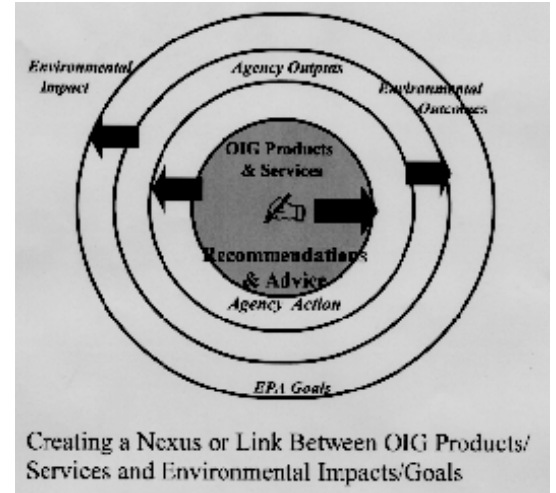 Environmental
Impact
Agency Outputs
Environmental
Outcomes
OIG Products
& Services
Recommendations
& Advice
Agency Action
EPA Goals
Creating a Nexus or Link Between OIG Products/
Services and Environmental Impacts/Goals